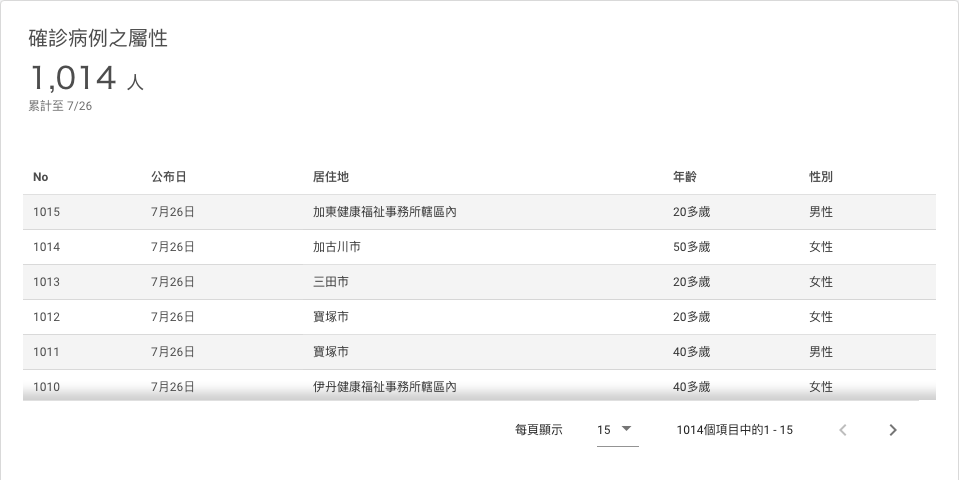 確診病例之屬性
1,014 人
累計至 7/26
No 公布日 居住地 年齡 性別
1015 7月26日 加東健康福祉事務所轄區內 20多歲 男性
1014 7月26日 加古川市 50多歲 女性
1013 7月26日 三田市 20多歲 女性
1012 7月26日 寶塚市 20多歲 女性
1011 7月26日 寶塚市 40多歲 男性
1010 7月26日 伊丹健康福祉事務所轄區內 40多歲 女性
每頁顯示 15 1014個項目中的1 - 15